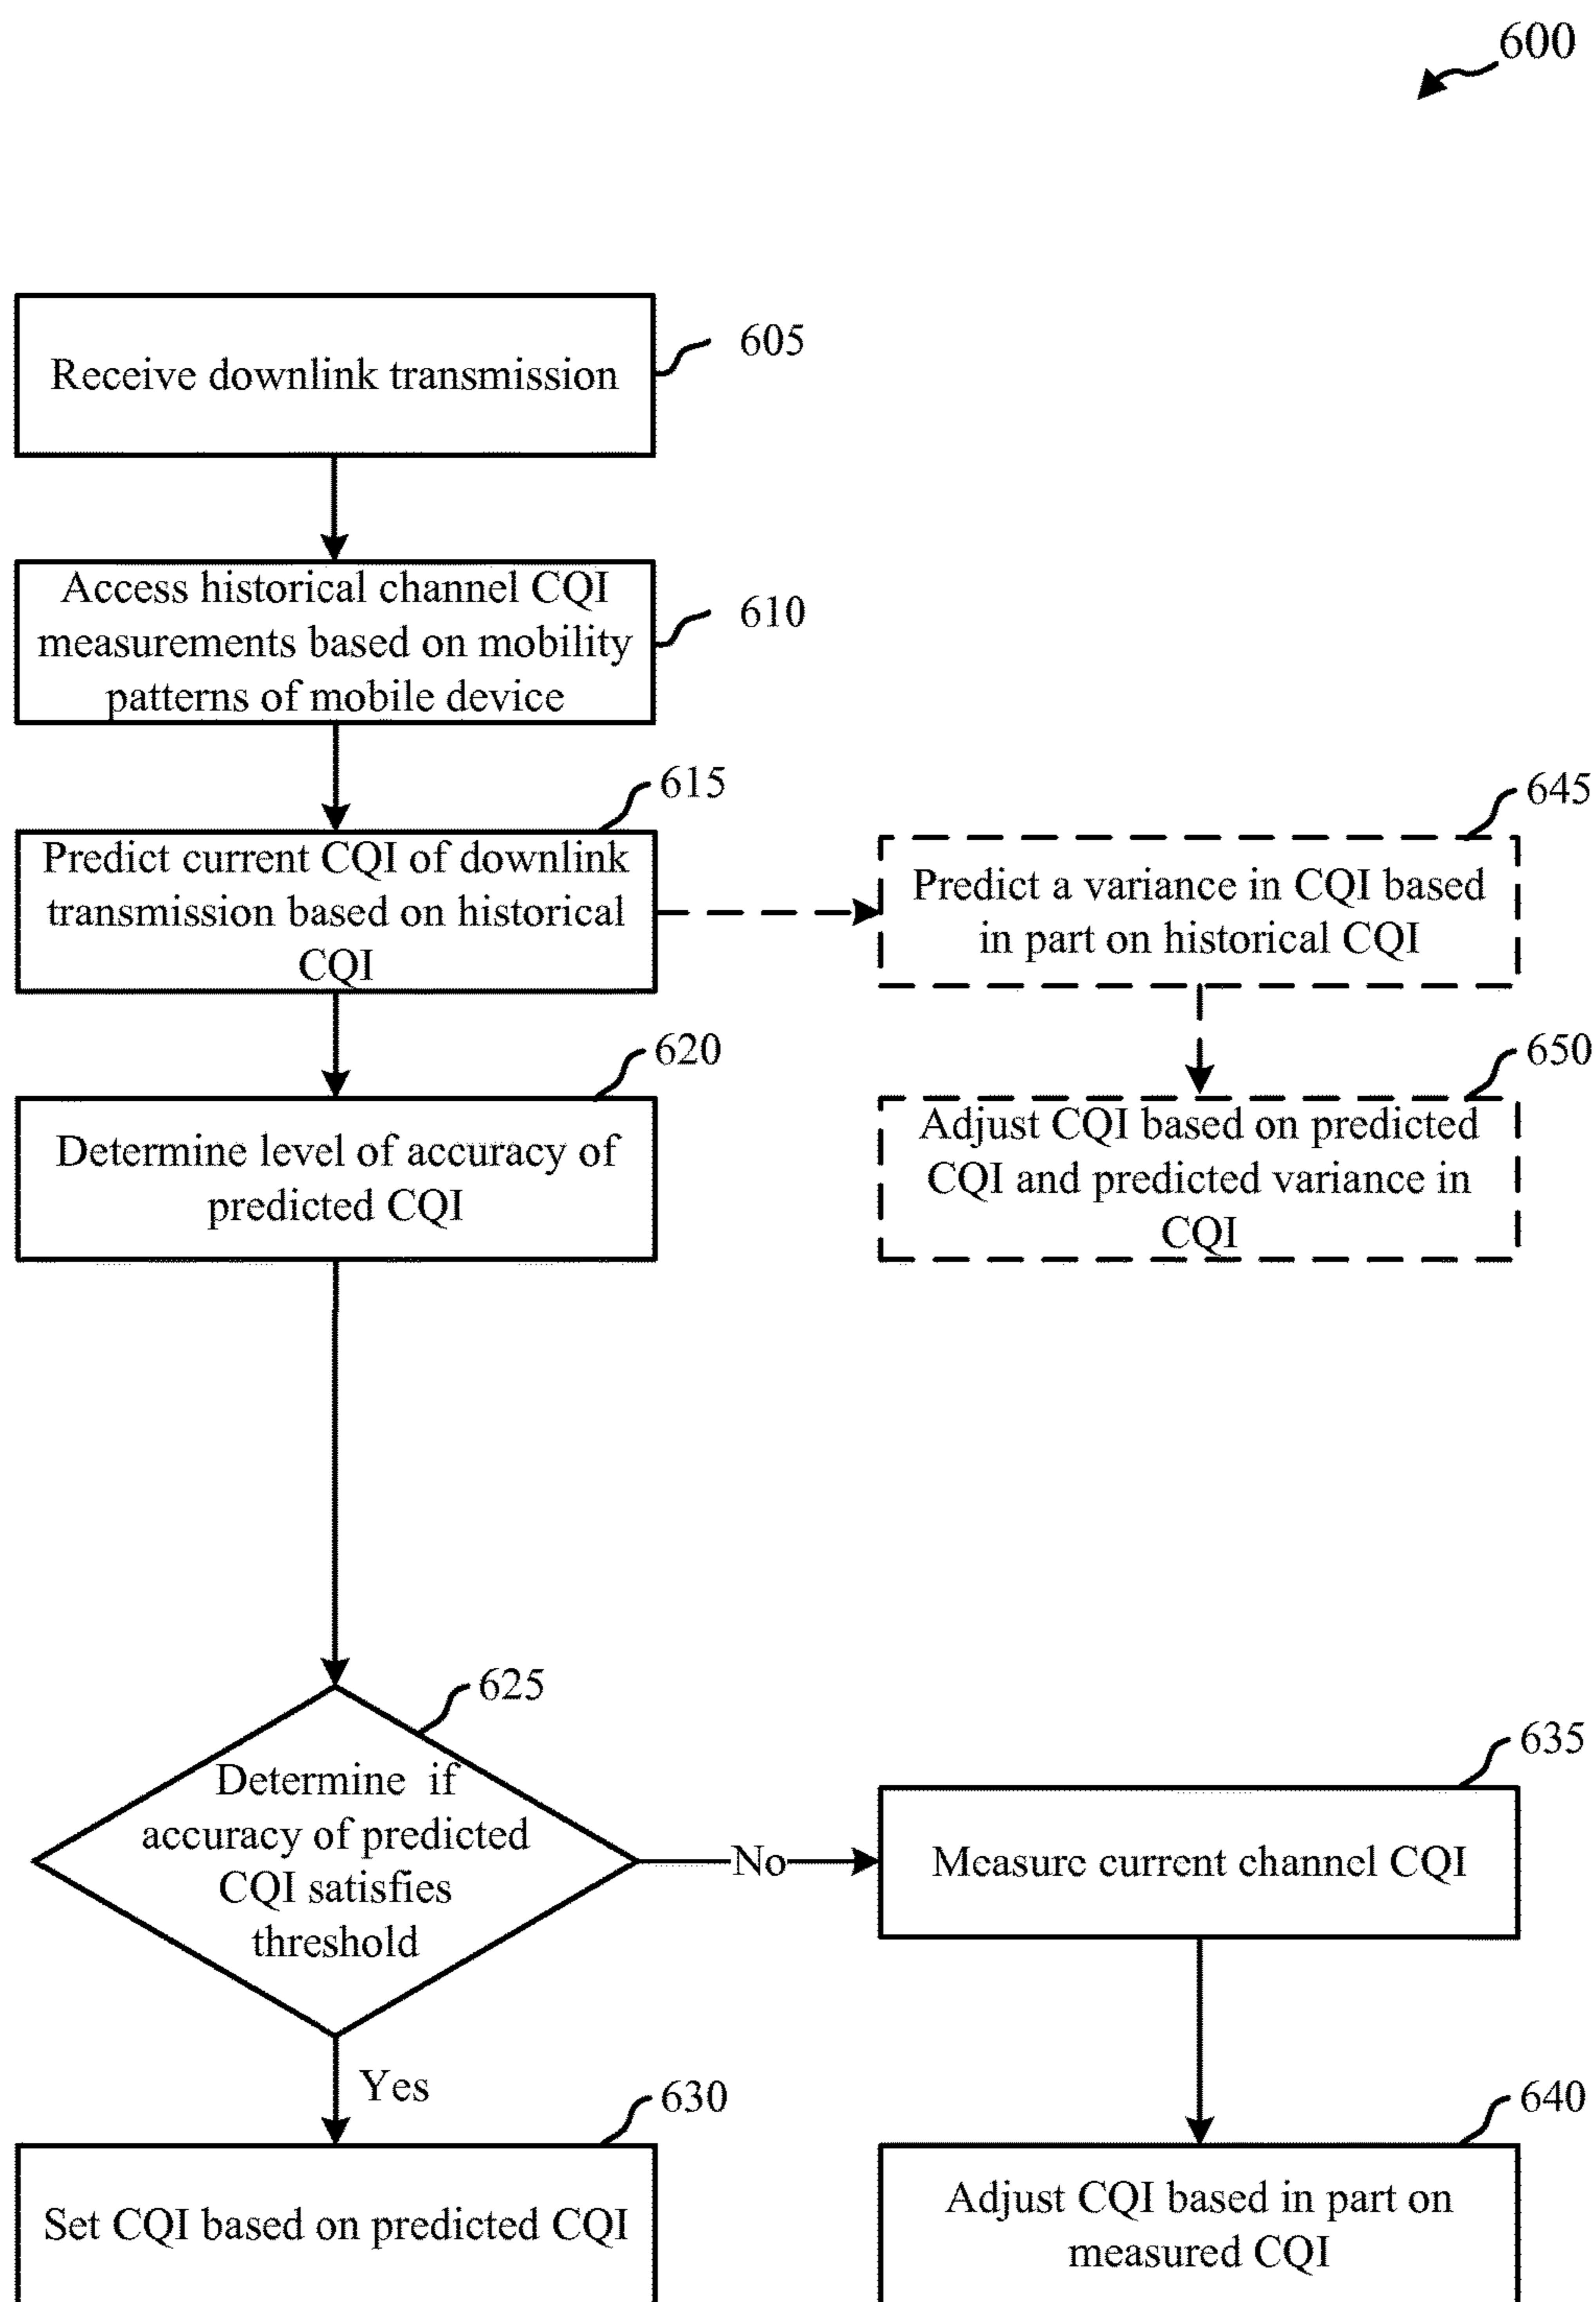 600
Receive downlink transmission
605
Access historical channel CQI
measurements based on mobility
patterns of mobile device
610
615
Predict current CQI of downlink
transmission based on historical
CQI
645
Predict a variance in CQI based
in part on historical CQI
620
Determine level of accuracy of
predicted CQI
650
Adjust CQI based on predicted
CQI and predicted variance in
CQI
625
Determine if
accuracy of predicted
CQI satisfies
threshold
No
635
Measure current channel CQI
Yes
630
Set CQI based on predicted CQI
640
Adjust CQI based in part on
measured CQI